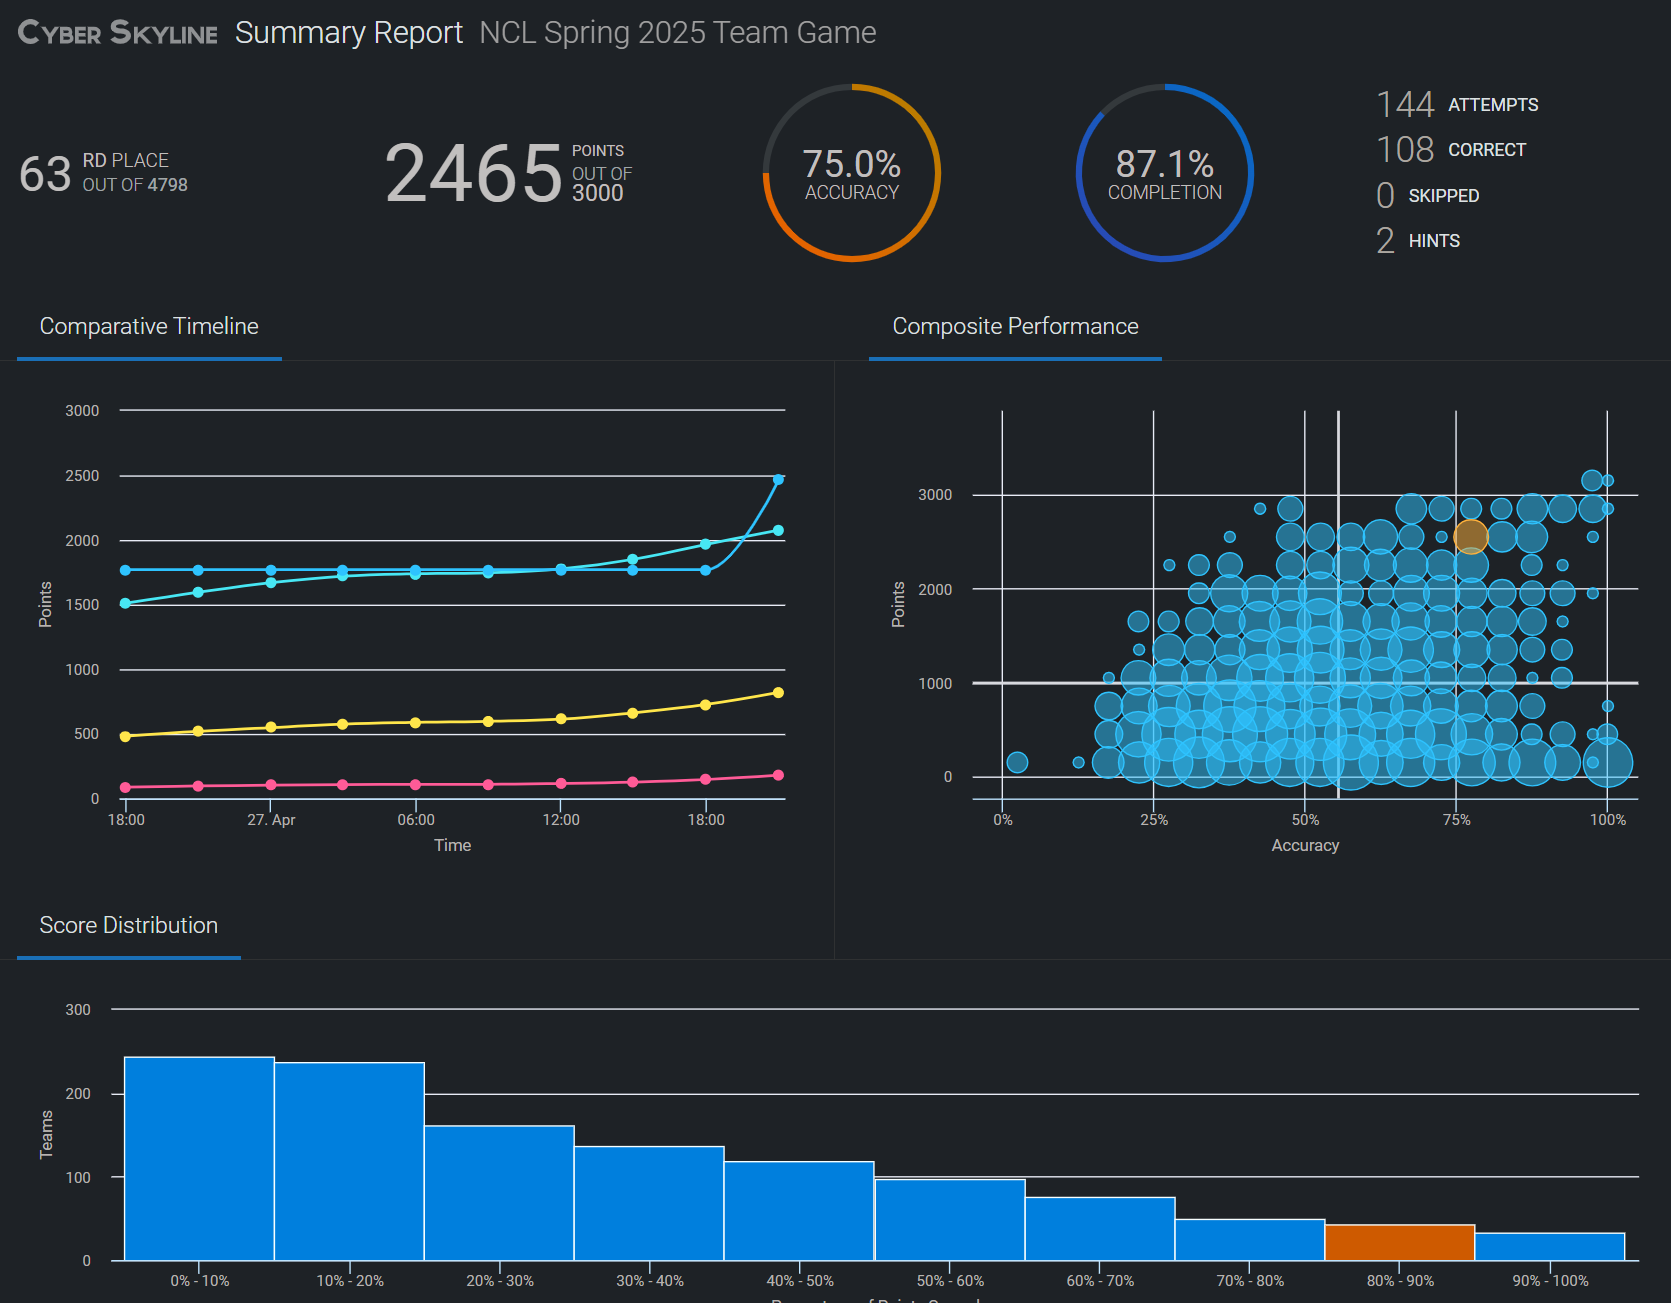 CYBER SKYLINE Summary Report NCL Spring 2025 Team Game
63 RD PLACE
OUT OF 4798
2465 POINTS
OUT OF
3000
75.0%
ACCURACY
87.1%
COMPLETION
144 ATTEMPTS
108 CORRECT
0 SKIPPED
2 HINTS
Comparative Timeline
3000
2500
2000
1500
1000
500
0
Points
18:00 27. Apr 06:00 12:00 18:00
Time
Composite Performance
3000
2000
1000
0
Points
0% 25% 50% 75% 100%
Accuracy
Score Distribution
300
200
100
0
Teams
0% - 10% 10% - 20% 20% - 30% 30% - 40% 40% - 50% 50% - 60% 60% - 70% 70% - 80% 80% - 90% 90% - 100%